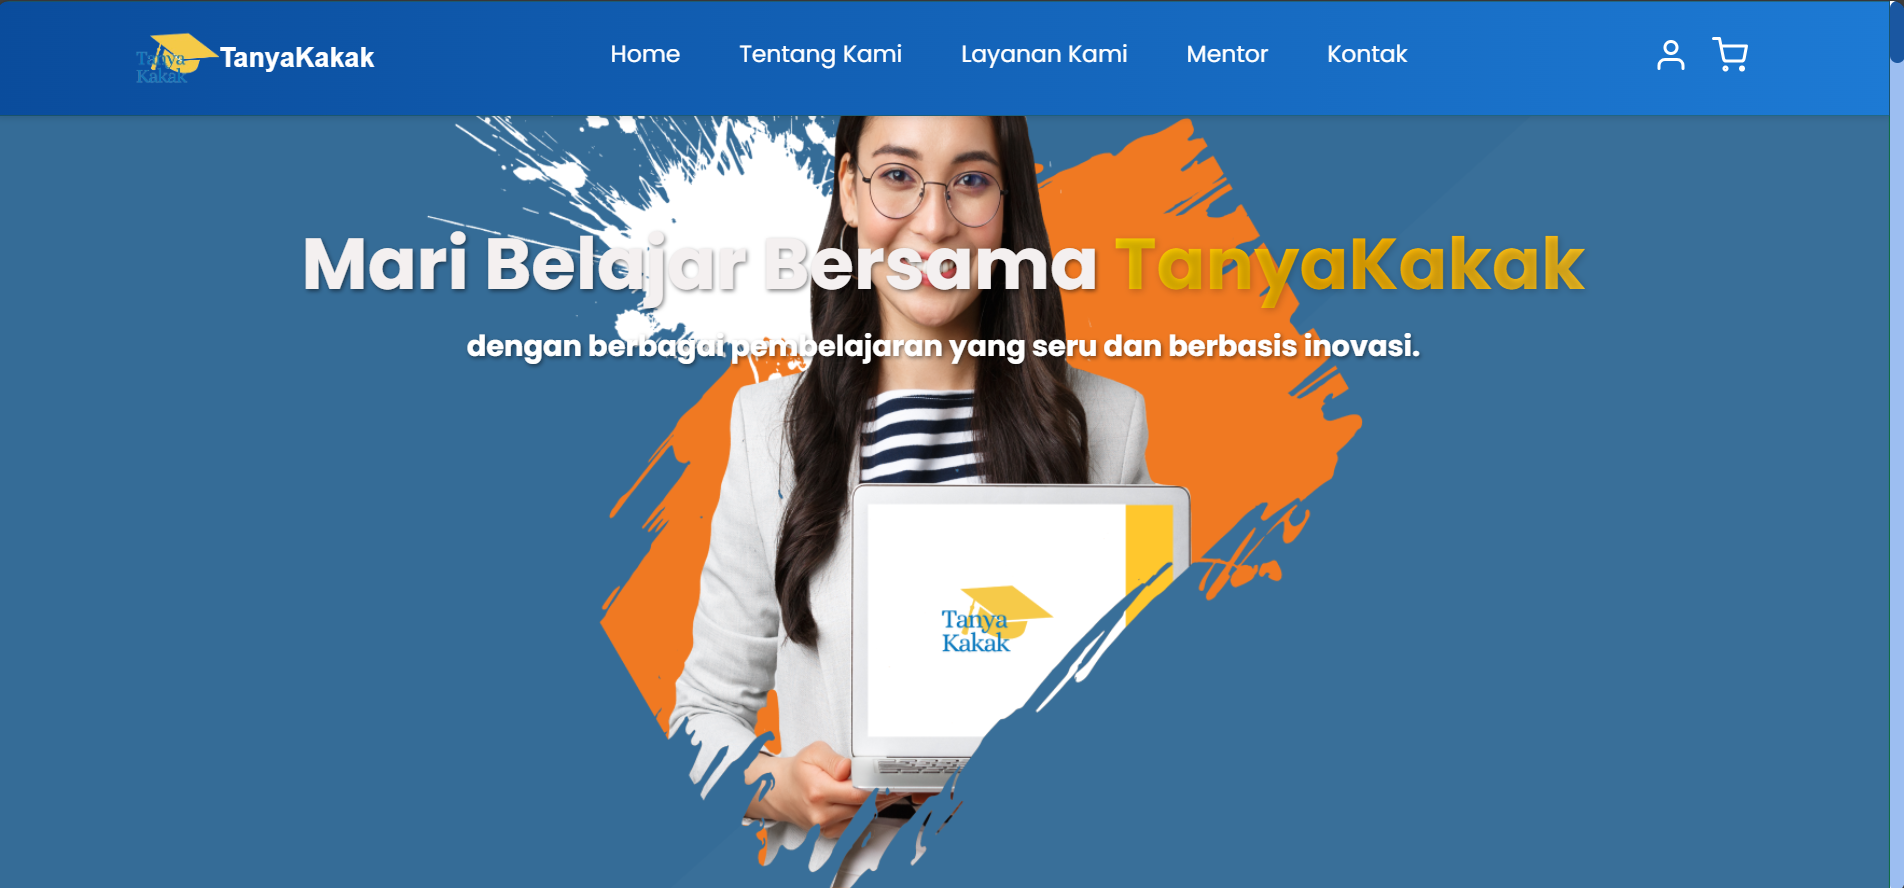 Tanya
Kakak
TanyaKakak
Home
Tentang Kami
Layanan Kami
Mentor
Kontak
Mari Belajar Bersama TanyaKakak
dengan berbagai pembelajaran yang seru dan berbasis inovasi.
Tanya
Kakak